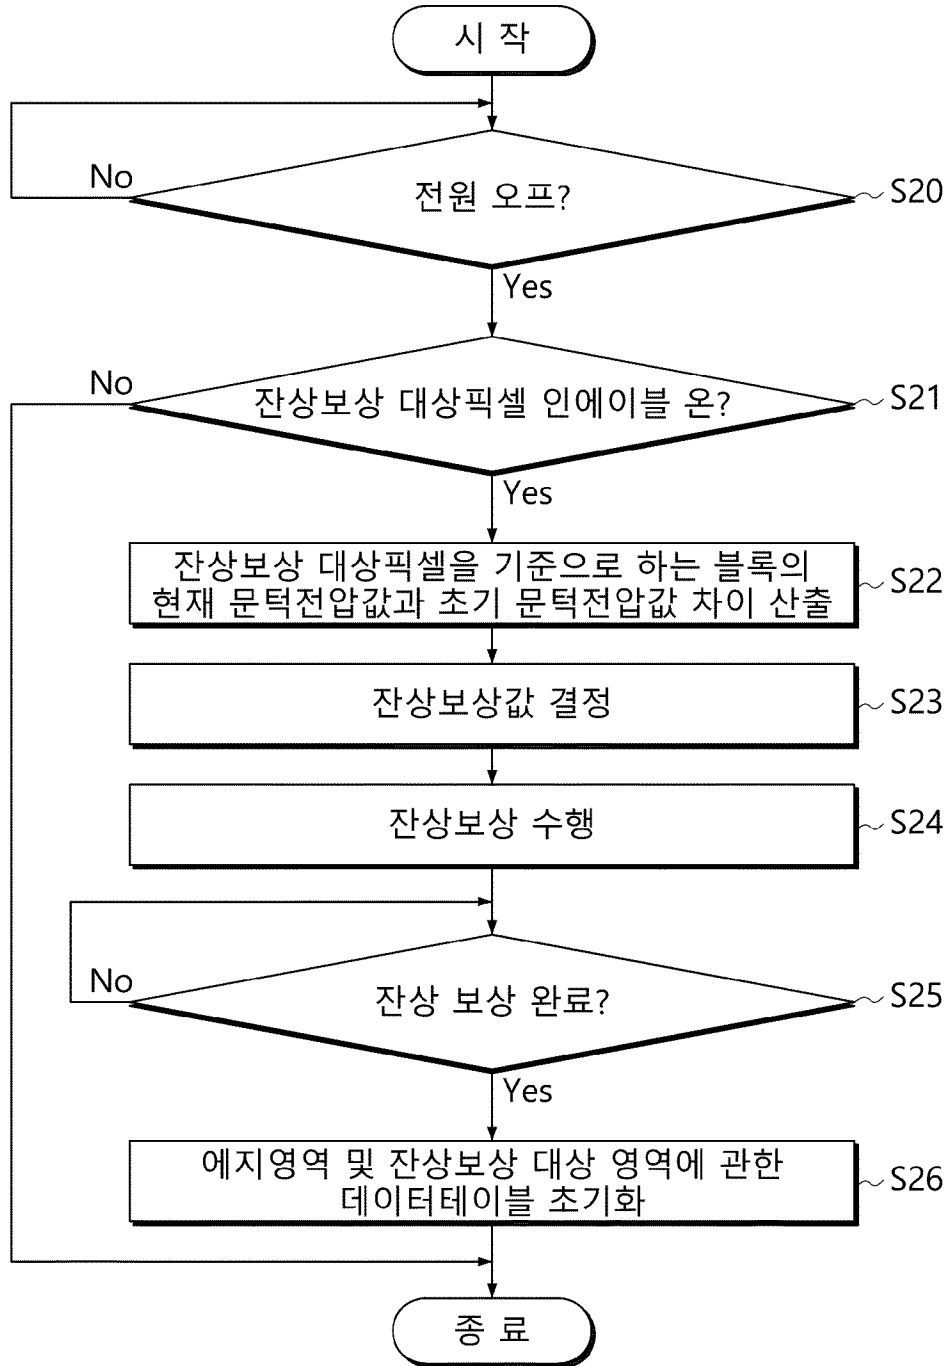 시 작
No
전원 오프?
S20
Yes
No
잔상보상 대상픽셀 인에이블 온?
S21
Yes
잔상보상 대상픽셀을 기준으로 하는 블록의
현재 문턱전압값과 초기 문턱전압값 차이 산출
S22
잔상보상값 결정
S23
잔상보상 수행
S24
No
잔상 보상 완료?
S25
Yes
에지영역 및 잔상보상 대상 영역에 관한
데이터테이블 초기화
S26
종 료